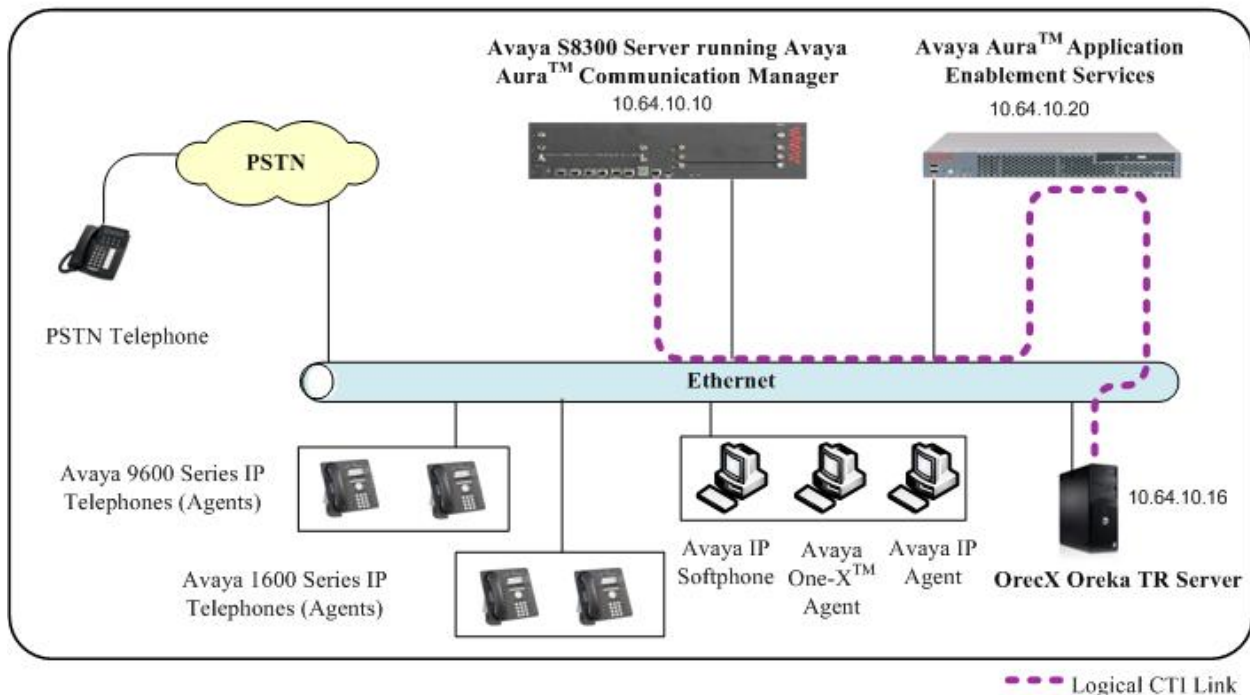 Avaya S8300 Server running Avaya
Aura™ Communication Manager
10.64.10.10
Avaya Aura™ Application
Enablement Services
10.64.10.20
PSTN
PSTN Telephone
Ethernet
Avaya 9600 Series IP
Telephones (Agents)
Avaya 1600 Series IP
Telephones (Agents)
Avaya IP
Softphone
Avaya
One-X™
Agent
Avaya IP
Agent
10.64.10.16
OrecX Oreka TR Server
Logical CTI Link